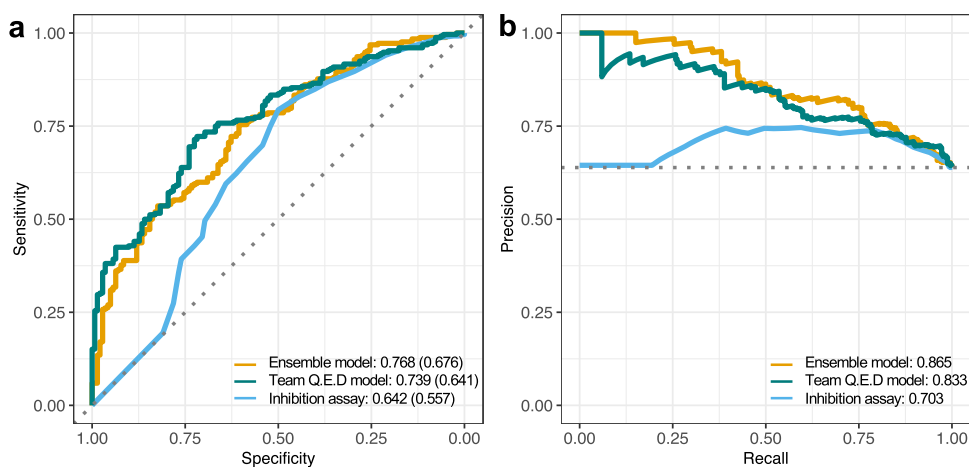 a
1.00
0.75
0.50
0.25
0.00
Sensitivity
Ensemble model: 0.768 (0.676)
Team Q.E.D model: 0.739 (0.641)
Inhibition assay: 0.642 (0.557)
1.00 0.75 0.50 0.25 0.00
Specificity
b
1.00
0.75
0.50
0.25
0.00
Precision
Ensemble model: 0.865
Team Q.E.D model: 0.833
Inhibition assay: 0.703
0.00 0.25 0.50 0.75 1.00
Recall